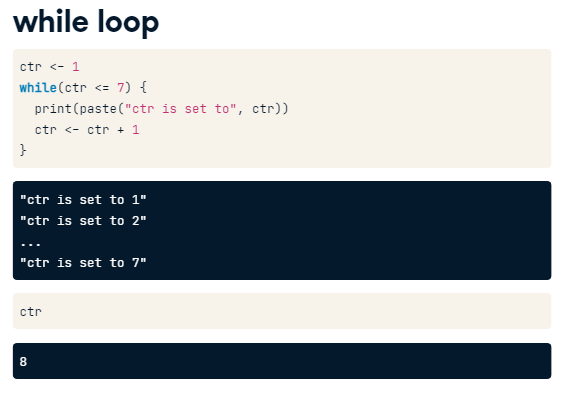 while loop
ctr <- 1
while(ctr <= 7) {
  print(paste("ctr is set to", ctr))
  ctr <- ctr + 1
}
"ctr is set to 1"
"ctr is set to 2"
...
"ctr is set to 7"
ctr
8